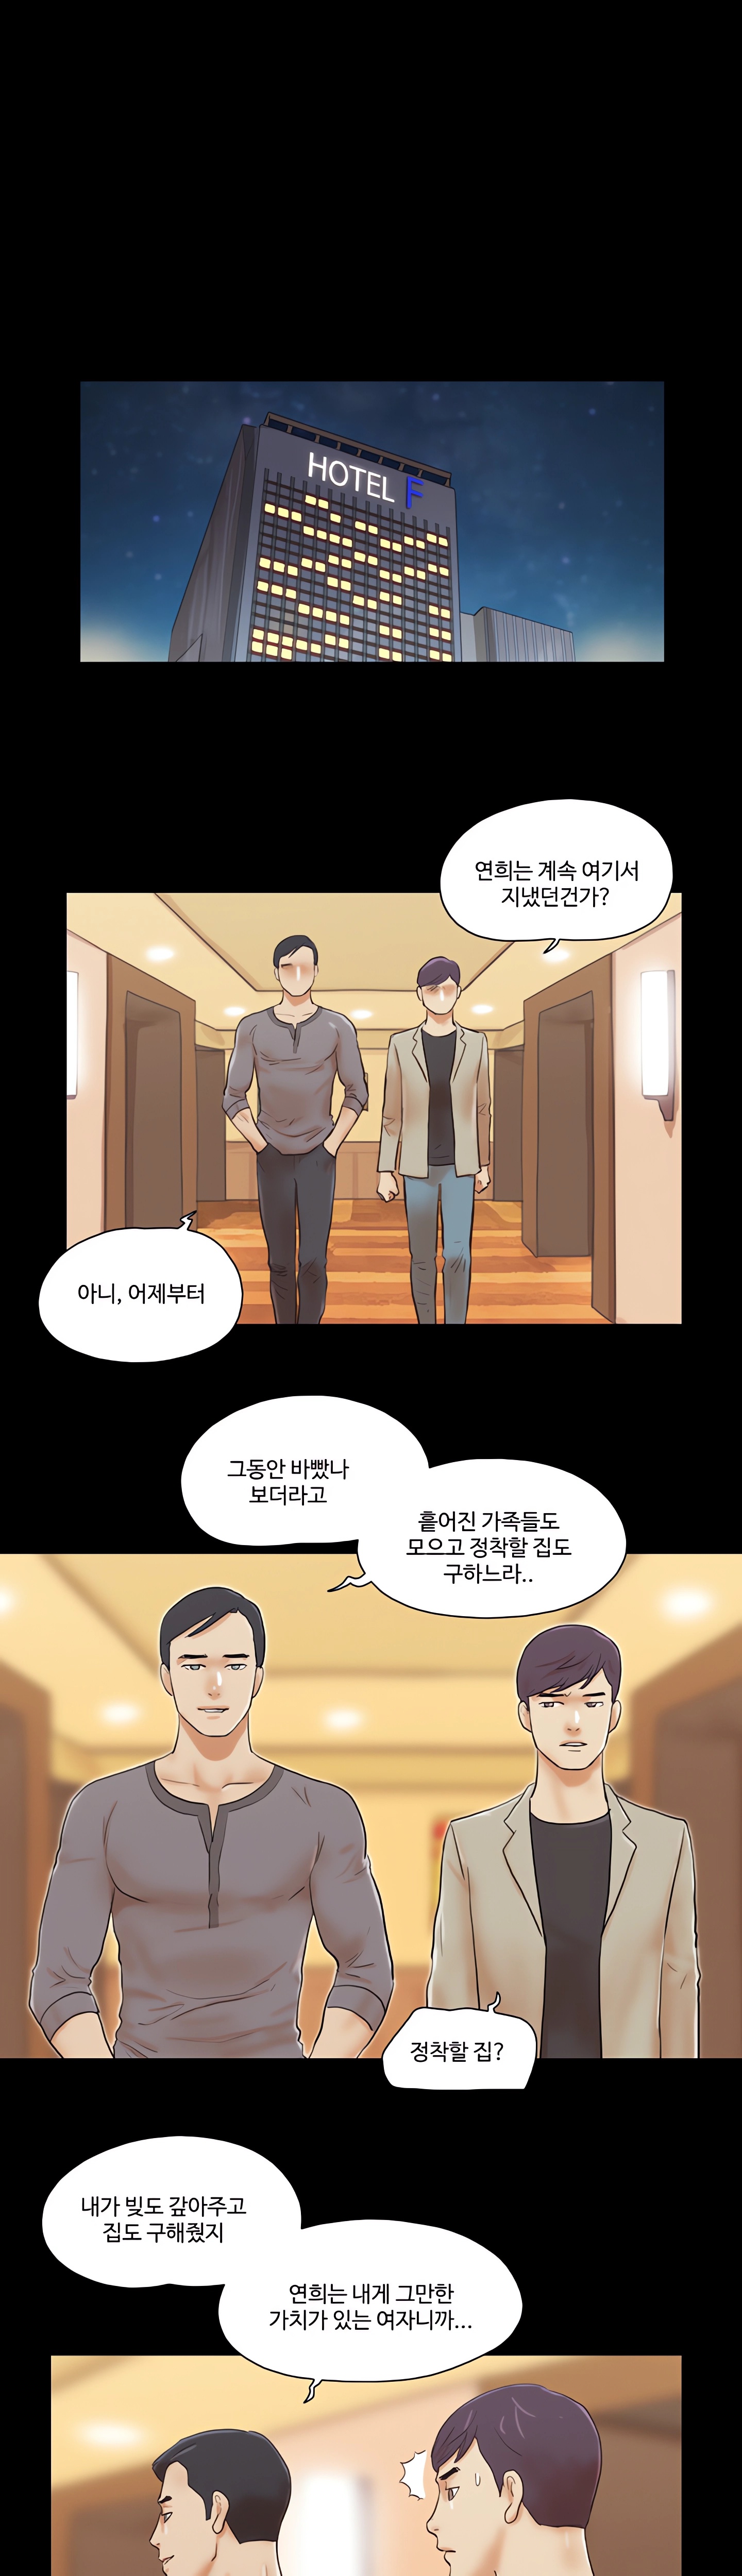 HOTEL F
연희는 계속 여기서
지냈던건가?
아니, 어제부터
그동안 바빴나
보더라고
흩어진 가족들도
모으고 정착할 집도
구하느라..
정착할 집?
내가 빚도 갚아주고
집도 구해줬지
연희는 내게 그만한
가치가 있는 여자니까...